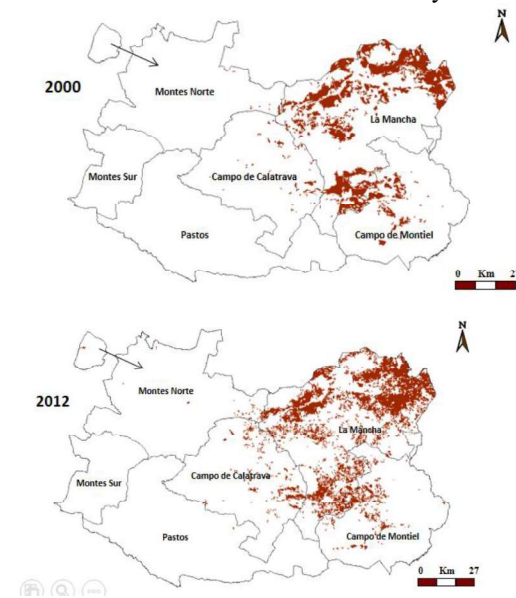 N
2000
Montes Norte
La Mancha
Montes Sur
Campo de Calatrava
Pastos
Campo de Montiel
0 Km
N
2012
Montes Norte
La Mancha
Campo de Calatrava
Montes Sur
Pastos
Campo de Montiel
0 Km 27